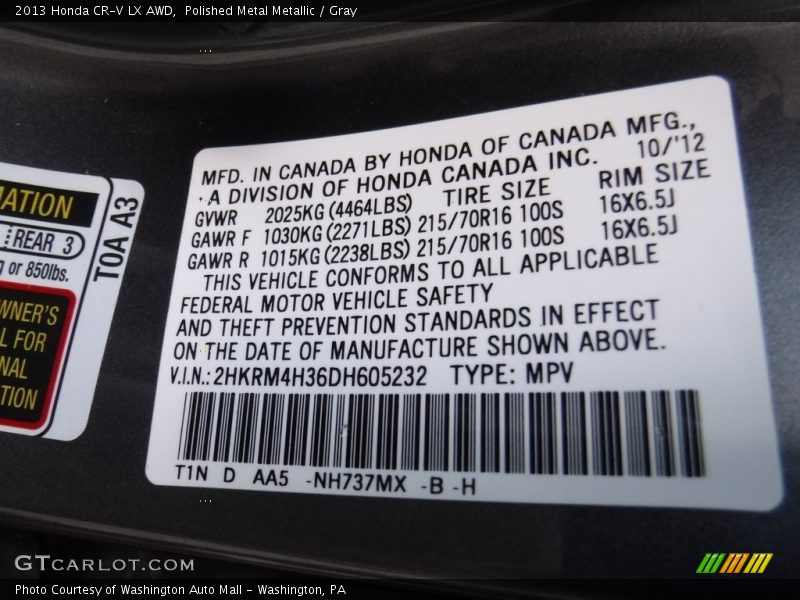 2013 Honda CR-V LX AWD, Polished Metal Metallic / Gray
MATION
REAR 3
or 850lbs.
OWNER'S
FOR
TOA A3
MFD. IN CANADA BY HONDA OF CANADA MFG.,
A DIVISION OF HONDA CANADA INC. 10/'12
GVWR 2025KG (4464LBS) TIRE SIZE RIM SIZE
GAWR F 1030KG (2271LBS) 215/70R16 100S 16X6.5J
GAWR R 1015KG (2238LBS) 215/70R16 100S 16X6.5J
THIS VEHICLE CONFORMS TO ALL APPLICABLE
FEDERAL MOTOR VEHICLE SAFETY
AND THEFT PREVENTION STANDARDS IN EFFECT
ON THE DATE OF MANUFACTURE SHOWN ABOVE.
V.I.N.: 2HKRM4H36DH605232 TYPE: MPV
T1N D AA5 -NH737MX -B -H
GTCARLOT.COM
Photo Courtesy of Washington Auto Mall - Washington, PA